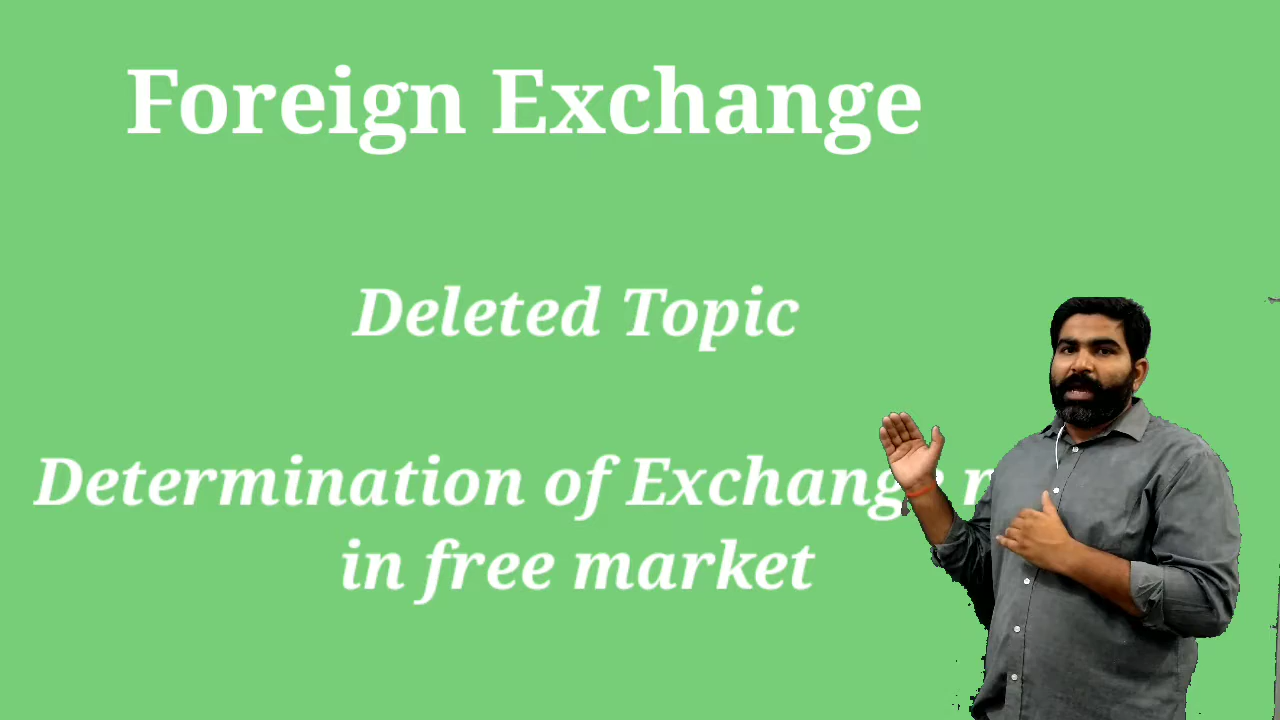 Foreign Exchange
Deleted Topic
Determination of Exchange
in free market